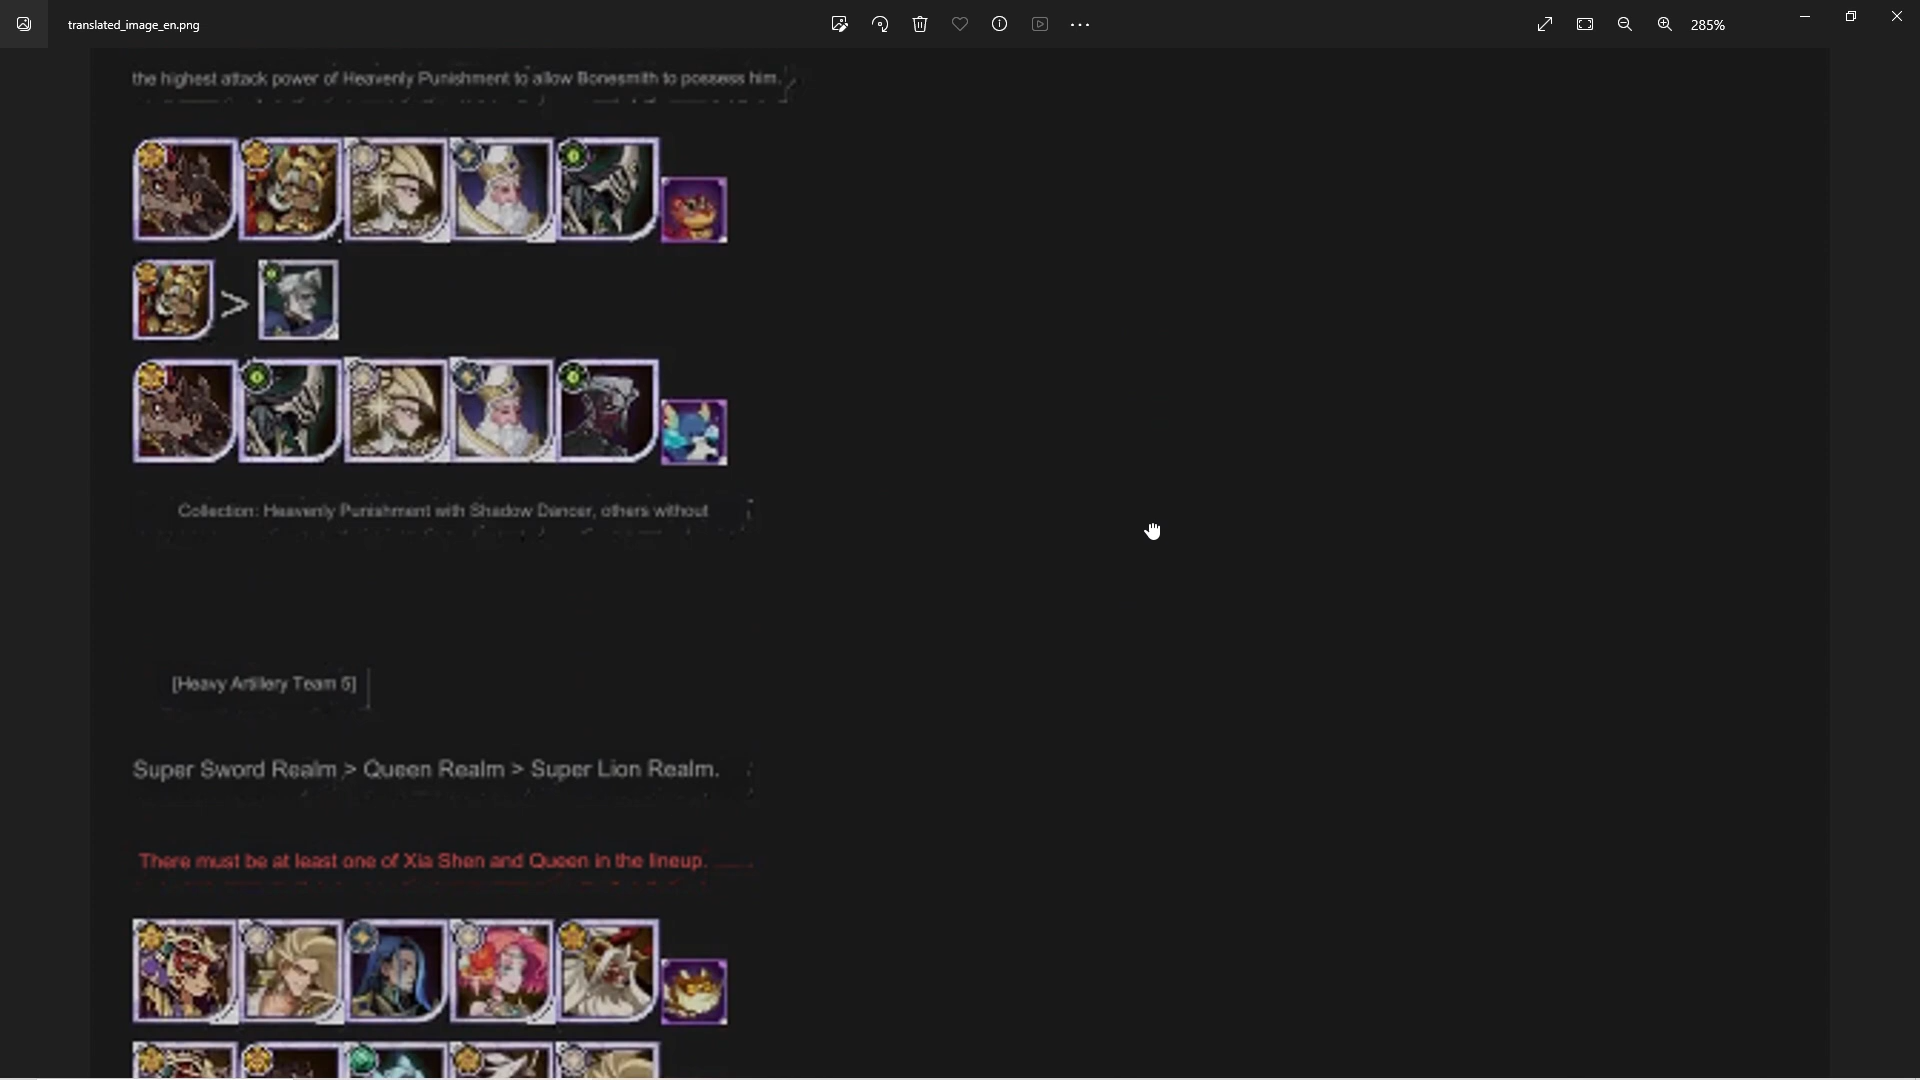 translated_image_en.png
285%
the highest attack power of Heavenly Punishment to allow Bonesmith to possess him.
>
Collection: Heavenly Punishment with Shadow Dancer, others without
[Heavy Artillery Team 5]
Super Sword Realm > Queen Realm > Super Lion Realm.
There must be at least one of Xia Shen and Queen in the lineup.